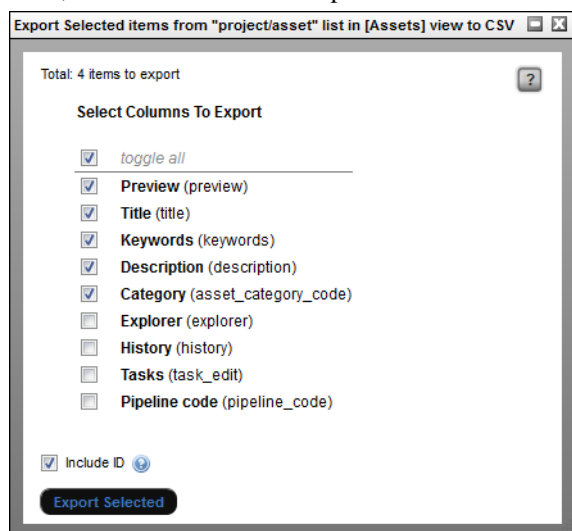 Export Selected items from "project/asset" list in [Assets] view to CSV
Total: 4 items to export
?
Select Columns To Export
toggle all
Preview (preview)
Title (title)
Keywords (keywords)
Description (description)
Category (asset_category_code)
Explorer (explorer)
History (history)
Tasks (task_edit)
Pipeline code (pipeline_code)
Include ID ?
Export Selected